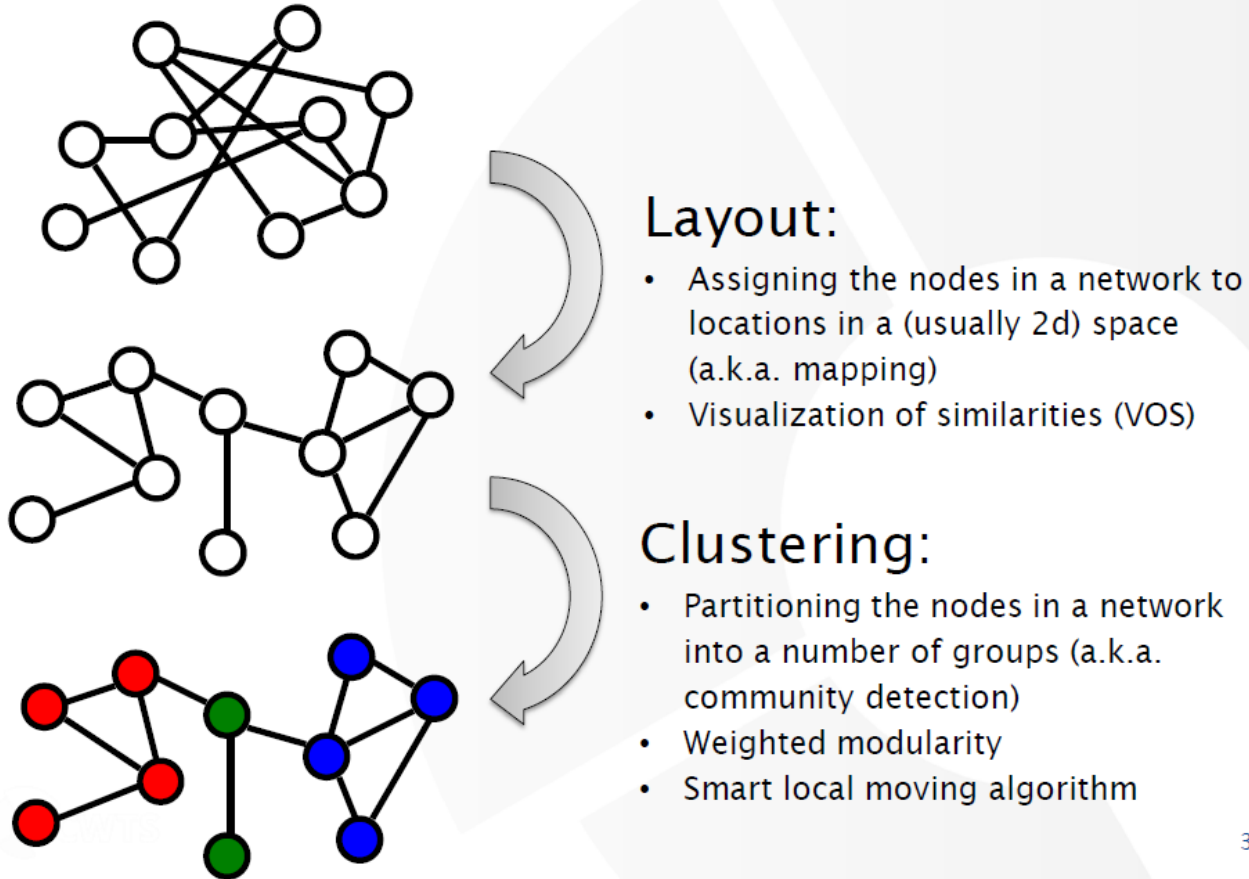 Layout:
• Assigning the nodes in a network to
locations in a (usually 2d) space
(a.k.a. mapping)
• Visualization of similarities (VOS)
Clustering:
• Partitioning the nodes in a network
into a number of groups (a.k.a.
community detection)
• Weighted modularity
• Smart local moving algorithm